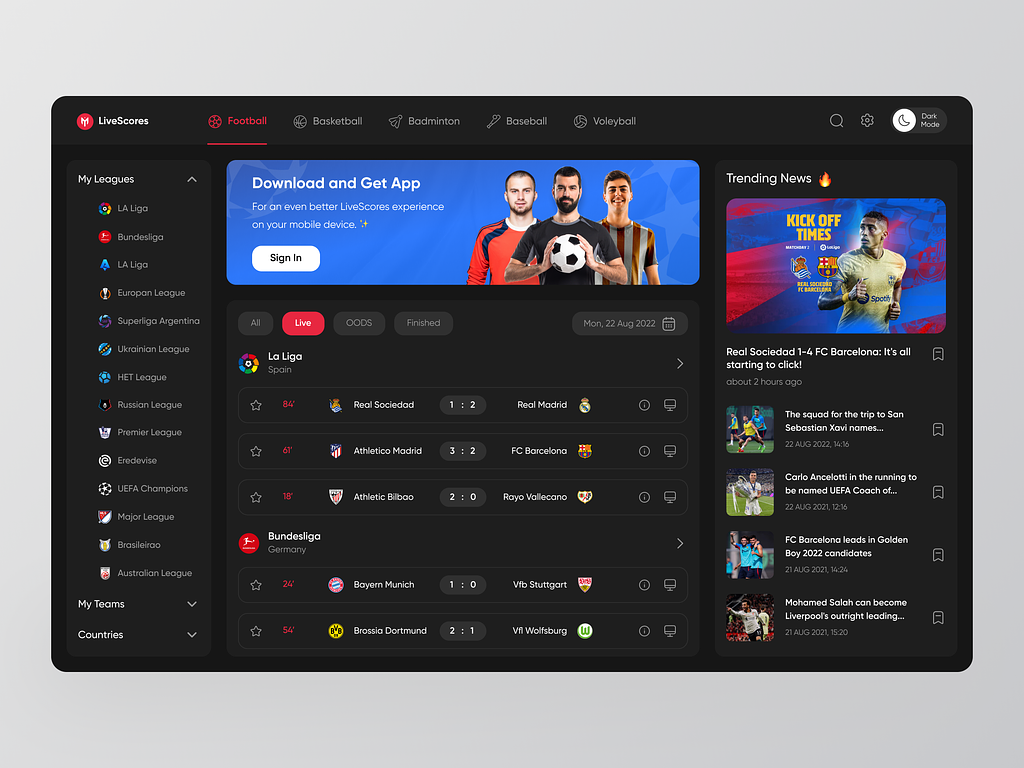 LiveScores
Football
Basketball
Badminton
Baseball
Voleyball
Dark
Mode
My Leagues
LA Liga
Bundesliga
LA Liga
Europan League
Superliga Argentina
Ukrainian League
HET League
Russian League
Premier League
Eredevise
UEFA Champions
Major League
Brasileirao
Australian League
My Teams
Countries
Download and Get App
For an even better LiveScores experience
on your mobile device. ✨
Sign In
All
Live
OODS
Finished
Mon, 22 Aug 2022
La Liga
Spain
84'
Real Sociedad
1 : 2
Real Madrid
61'
Athletico Madrid
3 : 2
FC Barcelona
18'
Athletic Bilbao
2 : 0
Rayo Vallecano
Bundesliga
Germany
24'
Bayern Munich
1 : 0
Vfb Stuttgart
54'
Brossia Dortmund
2 : 1
Vfl Wolfsburg
Trending News 🔥
KICK OFF
TIMES
MATCHDAY 2
LaLiga
REAL SOCIEDAD
FC BARCELONA
Spotify
Real Sociedad 1-4 FC Barcelona: It's all
starting to click!
about 2 hours ago
The squad for the trip to San
Sebastian Xavi names...
22 AUG 2022, 14:16
Carlo Ancelotti in the running to
be named UEFA Coach of...
22 AUG 2021, 12:16
FC Barcelona leads in Golden
Boy 2022 candidates
21 AUG 2021, 14:24
Mohamed Salah can become
Liverpool's outright leading...
21 AUG 2021, 15:20